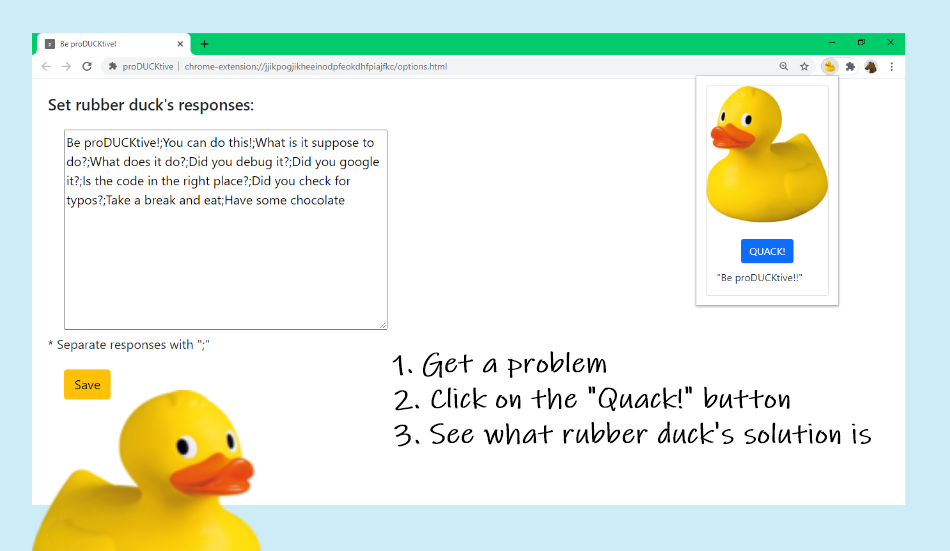 Be proDUCKtive!
proDUCKtive | chrome-extension://jjikpogjikheeinodpfeokdhfpiajfkc/options.html
Set rubber duck's responses:
Be proDUCKtive!;You can do this!;What is it suppose to
do?;What does it do?;Did you debug it?;Did you google
it?;Is the code in the right place?;Did you check for
typos?;Take a break and eat;Have some chocolate
* Separate responses with ";"
Save
QUACK!
"Be proDUCKtive!!"
1. Get a problem
2. Click on the "Quack!" button
3. See what rubber duck's solution is